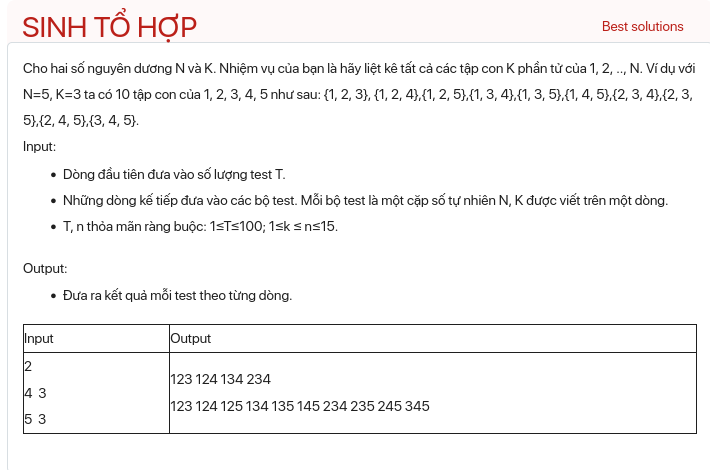 SINH TỔ HỢP
Best solutions
Cho hai số nguyên dương N và K. Nhiệm vụ của bạn là hãy liệt kê tất cả các tập con K phần tử của 1, 2, .., N. Ví dụ với
N=5, K=3 ta có 10 tập con của 1, 2, 3, 4, 5 như sau: {1, 2, 3}, {1, 2, 4},{1, 2, 5},{1, 3, 4},{1, 3, 5},{1, 4, 5},{2, 3, 4},{2, 3,
5},{2, 4, 5},{3, 4, 5}.
Input:
• Dòng đầu tiên đưa vào số lượng test T.
• Những dòng kế tiếp đưa vào các bộ test. Mỗi bộ test là một cặp số tự nhiên N, K được viết trên một dòng.
• T, n thỏa mãn ràng buộc: 1≤T≤100; 1≤k ≤ n≤15.
Output:
• Đưa ra kết quả mỗi test theo từng dòng.
Input
Output
2
4 3
5 3
123 124 134 234
123 124 125 134 135 145 234 235 245 345